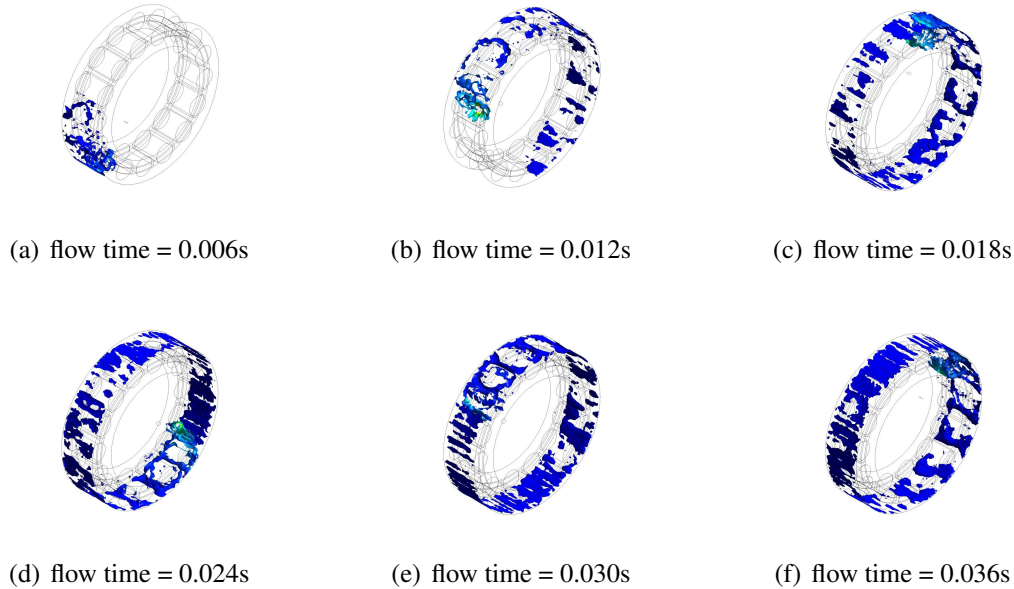 (a) flow time = 0.006s
(b) flow time = 0.012s
(c) flow time = 0.018s
(d) flow time = 0.024s
(e) flow time = 0.030s
(f) flow time = 0.036s